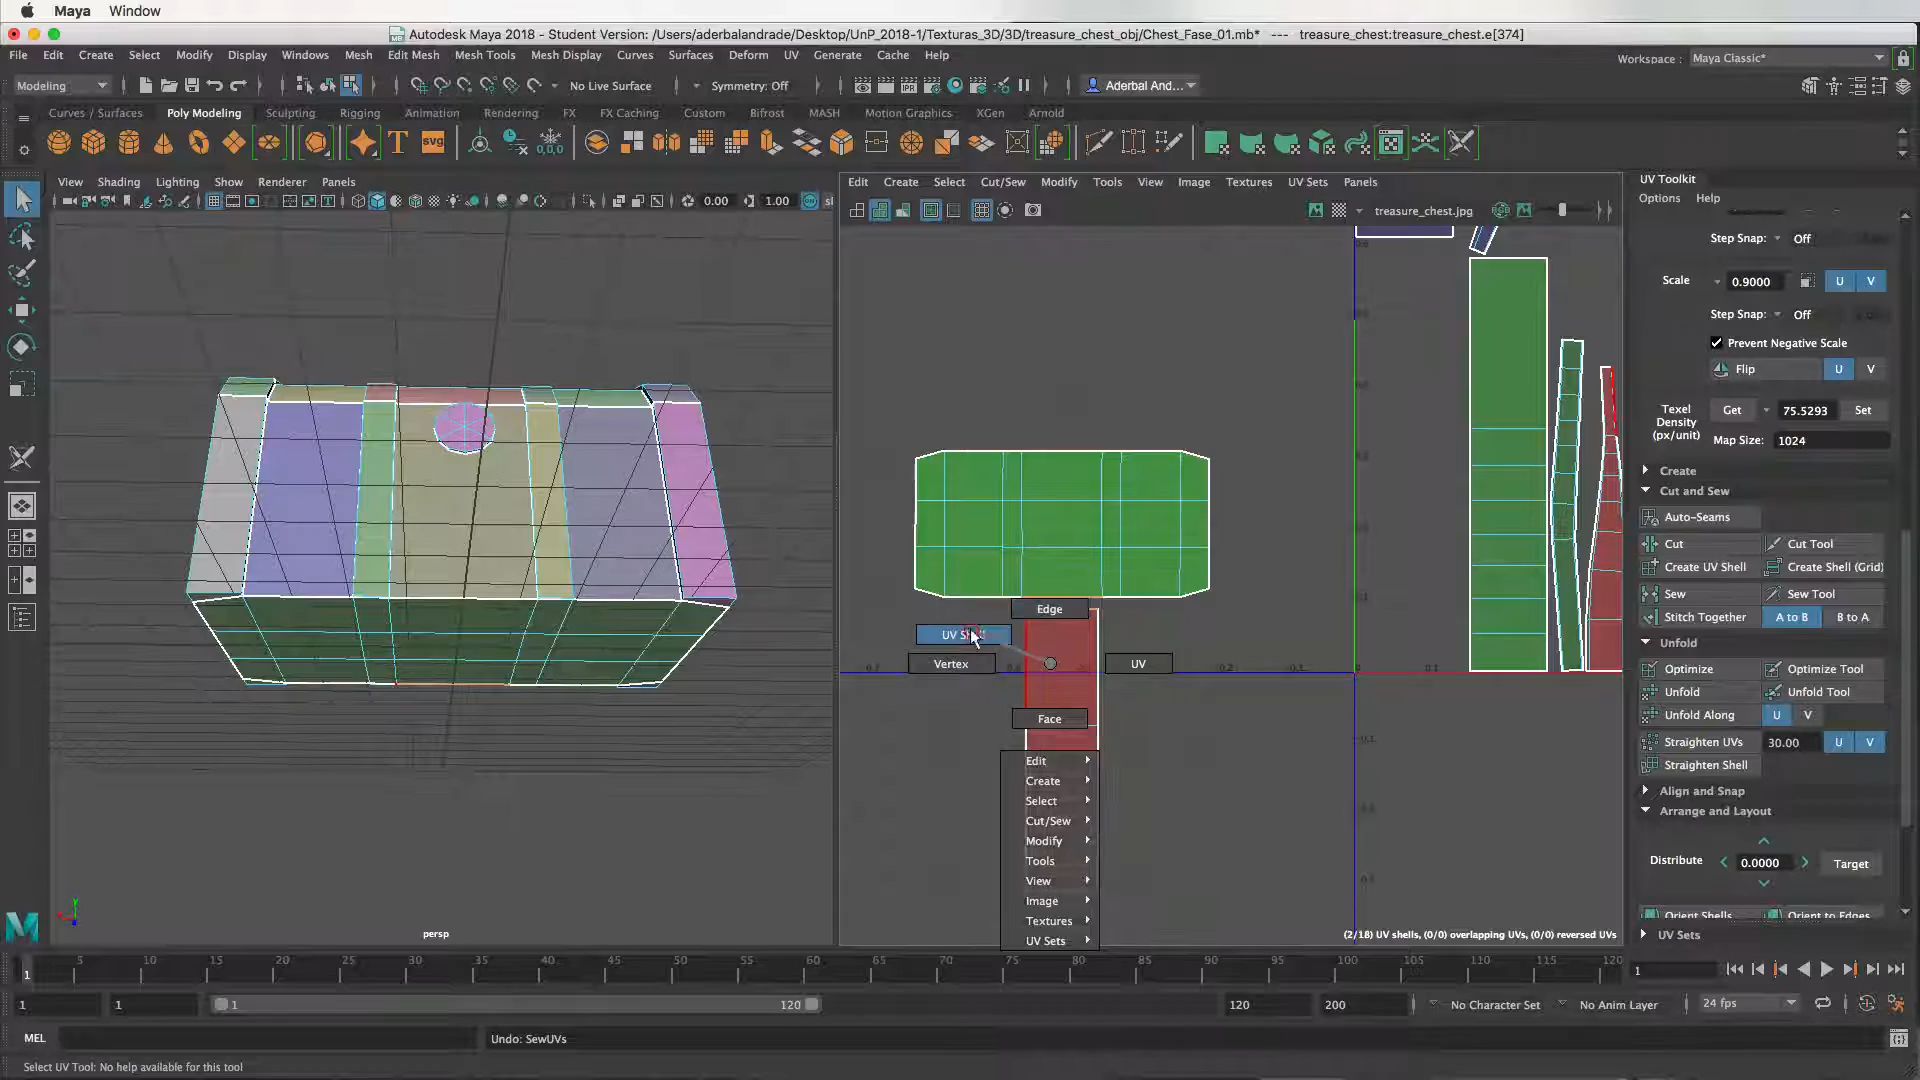 Maya Window
Autodesk Maya 2018 - Student Version: /Users/aderbalandrade/Desktop/UnP_2018-1/Texturas_3D/3D/treasure_chest_obj/Chest_Fase_01.mb* --- treasure_chest:treasure_chest.e[374]
File Edit Create Select Modify Display Windows Mesh Edit Mesh Mesh Tools Mesh Display Curves Surfaces Deform UV Generate Cache Help
Workspace : Maya Classic*
Modeling No Live Surface Symmetry: Off Aderbal And...
Curves / Surfaces Poly Modeling Sculpting Rigging Animation Rendering FX FX Caching Custom Bifrost MASH Motion Graphics XGen Arnold
T SVG 0,0,0
View Shading Lighting Show Renderer Panels
0.00 1.00
Edit Create Select Cut/Sew Modify Tools View Image Textures UV Sets Panels
treasure_chest.jpg
UV Toolkit
Options Help
Step Snap: Off
Scale 0.9000 U V
Step Snap: Off
Prevent Negative Scale
Flip U V
Texel Density (px/unit) Get 75.5293 Set
Map Size: 1024
Create
Cut and Sew
Auto-Seams
Cut Cut Tool
Create UV Shell Create Shell (Grid)
Sew Sew Tool
Stitch Together A to B B to A
Unfold
Optimize Optimize Tool
Unfold Unfold Tool
Unfold Along U V
Straighten UVs 30.00 U V
Straighten Shell
Align and Snap
Arrange and Layout
Distribute 0.0000 Target
Orient Shells Orient to Edges
UV Sets
Edge
Vertex UV
Face
Edit
Create
Select
Cut/Sew
Modify
Tools
View
Image
Textures
UV Sets
persp
(2/18) UV shells, (0/0) overlapping UVs, (0/0) reversed UVs
1 5 10 15 20 25 30 35 40 45 50 55 60 65 70 75 80 85 90 95 100 105 110 115 120
1
1 1 1 120 120 200 No Character Set No Anim Layer 24 fps
MEL Undo: SewUVs
Select UV Tool: No help available for this tool